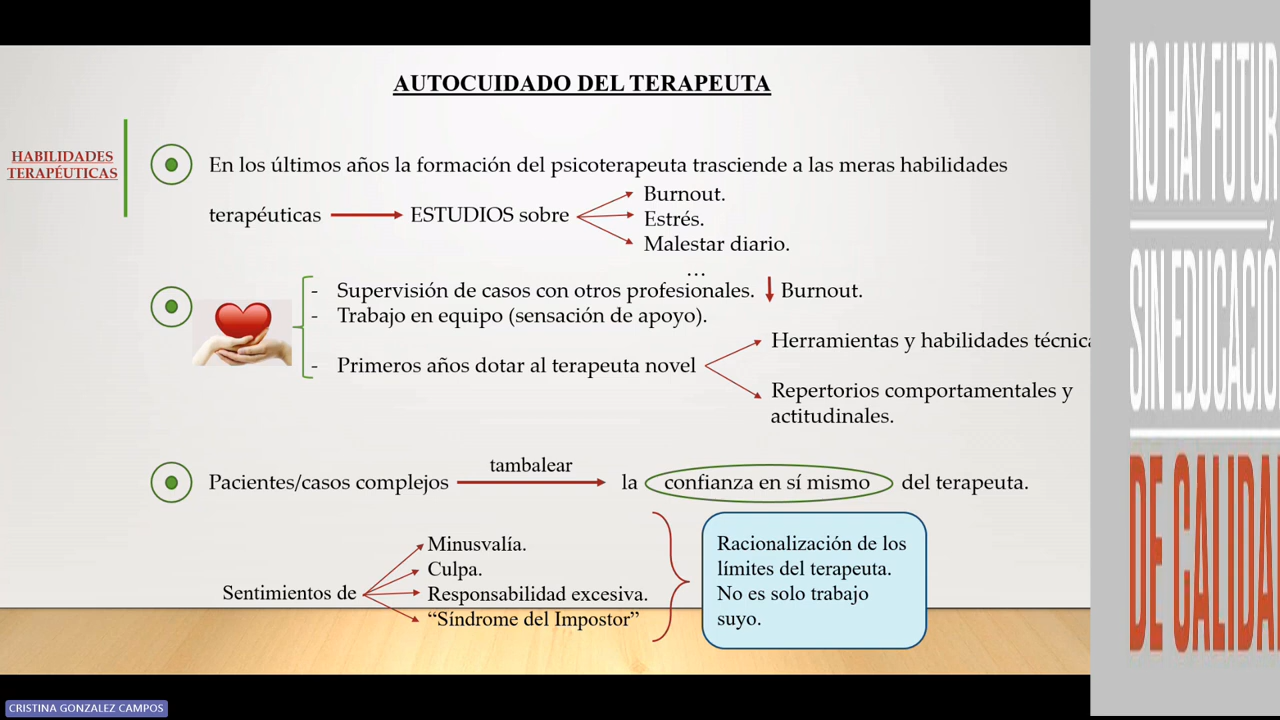 AUTOCUIDADO DEL TERAPEUTA
HABILIDADES
TERAPÉUTICAS
En los últimos años la formación del psicoterapeuta trasciende a las meras habilidades
terapéuticas ESTUDIOS sobre
Burnout.
Estrés.
Malestar diario.
…
- Supervisión de casos con otros profesionales. Burnout.
- Trabajo en equipo (sensación de apoyo).
- Primeros años dotar al terapeuta novel
Herramientas y habilidades técnica
Repertorios comportamentales y
actitudinales.
Pacientes/casos complejos tambalear la confianza en sí mismo del terapeuta.
Sentimientos de
Minusvalía.
Culpa.
Responsabilidad excesiva.
“Síndrome del Impostor”
Racionalización de los
límites del terapeuta.
No es solo trabajo
suyo.
NO HAY FUTUR
SIN EDUCACIÓ
DE CALIDA
CRISTINA GONZALEZ CAMPOS